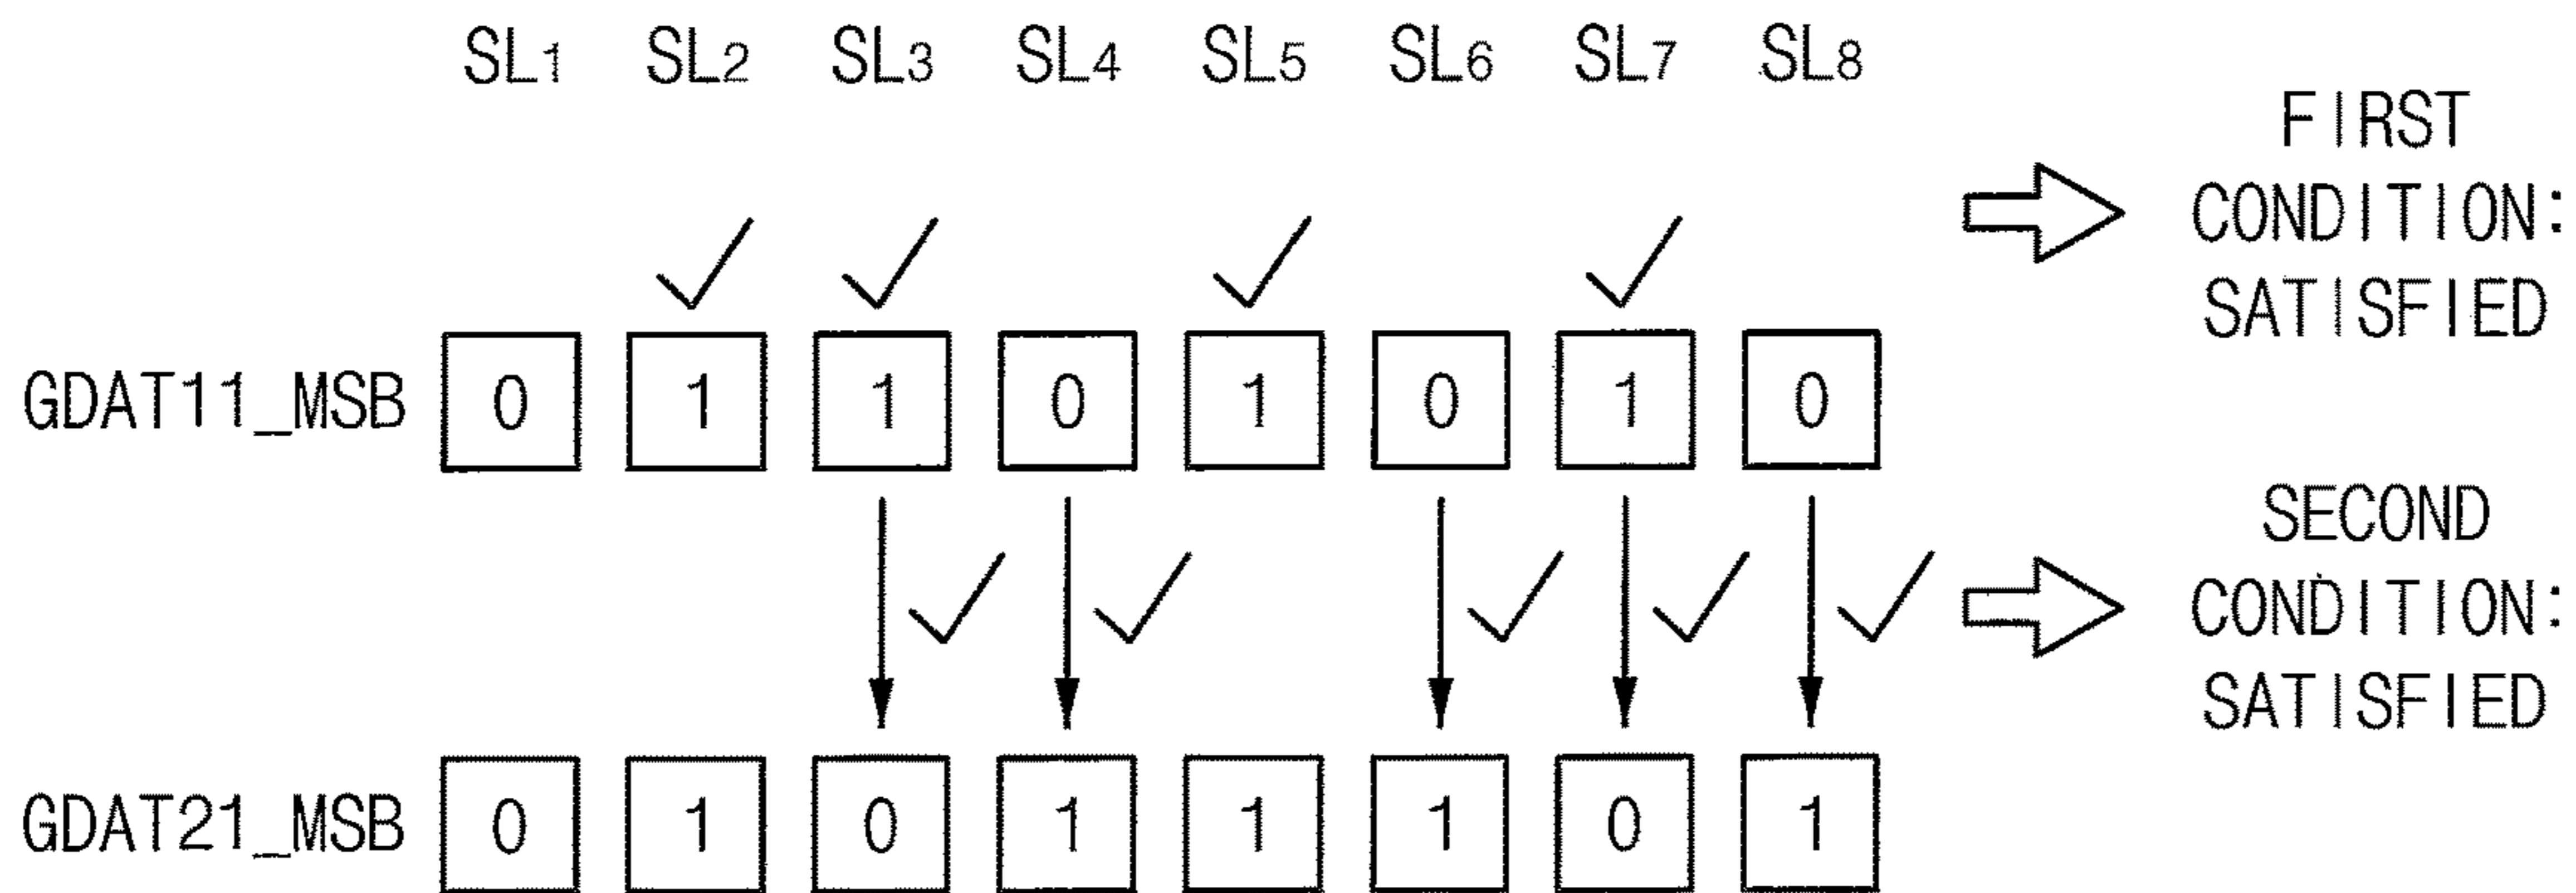 SL1 SL2 SL3 SL4 SL5 SL6 SL7 SL8
FIRST
CONDITION:
SATISFIED
GDAT11_MSB 0 1 1 0 1 0 1 0
SECOND
CONDITION:
SATISFIED
GDAT21_MSB 0 1 0 1 1 1 0 1